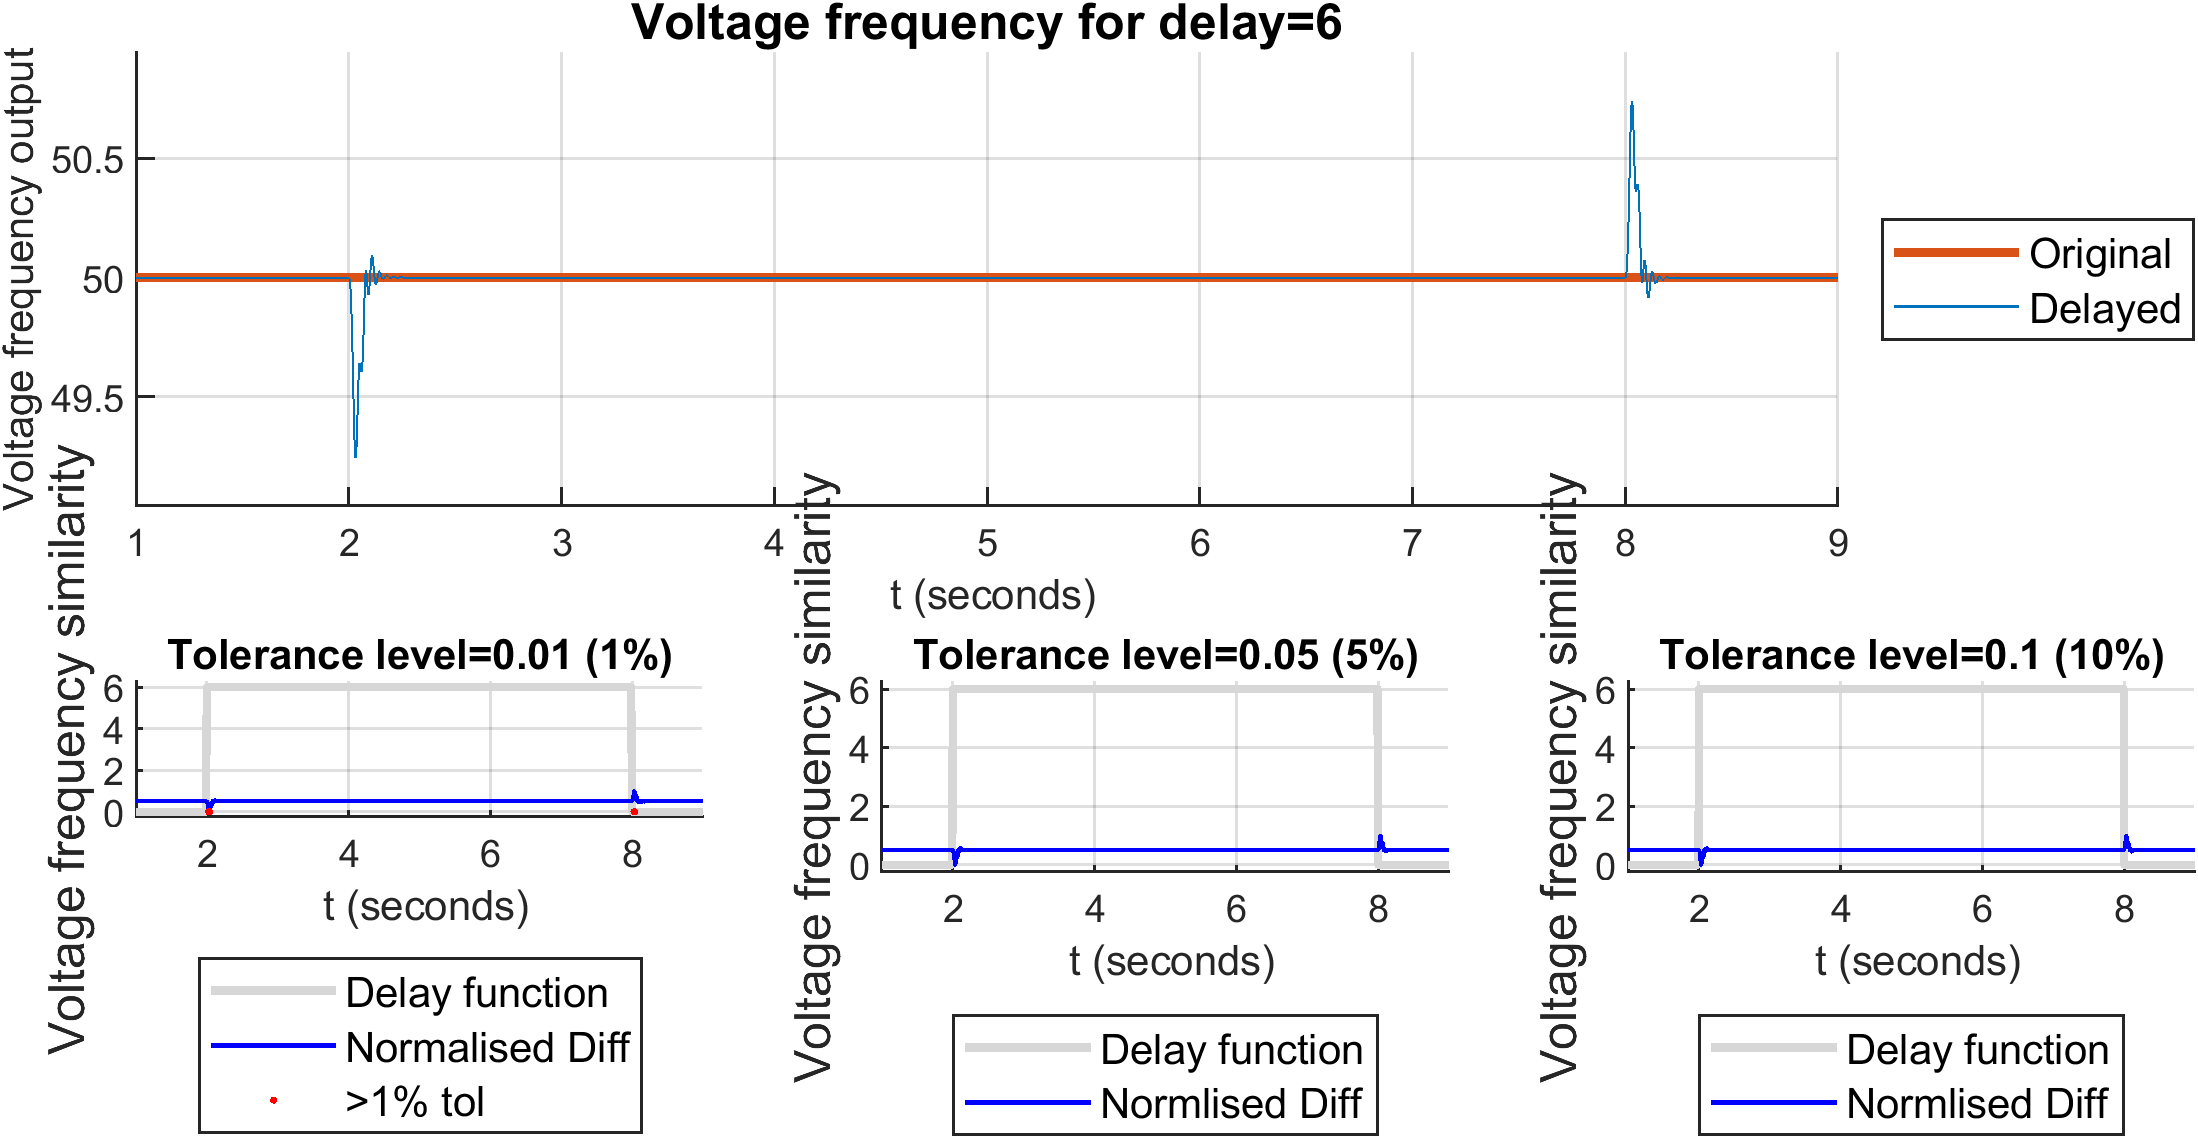 Voltage frequency for delay=6
Voltage frequency output
50.5
50
49.5
1 2 3 4 5 6 7 8 9
t (seconds)
Original
Delayed
Voltage frequency similarity
Tolerance level=0.01 (1%)
6
4
2
0
2 4 6 8
t (seconds)
Delay function
Normalised Diff
>1% tol
Voltage frequency similarity
Tolerance level=0.05 (5%)
6
4
2
0
2 4 6 8
t (seconds)
Delay function
Normlised Diff
Voltage frequency similarity
Tolerance level=0.1 (10%)
6
4
2
0
2 4 6 8
t (seconds)
Delay function
Normlised Diff